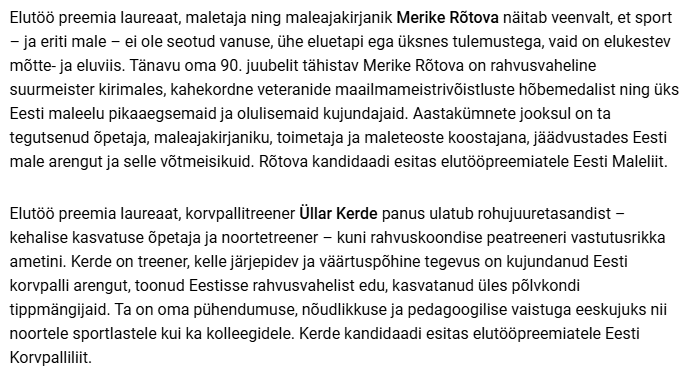 Elutöö preemia laureaat, maletaja ning maleajakirjanik Merike Rõtova näitab veenvalt, et sport
– ja eriti male – ei ole seotud vanuse, ühe eluetapi ega üksnes tulemustega, vaid on elukestev
mõtte- ja eluviis. Tänavu oma 90. juubelit tähistav Merike Rõtova on rahvusvaheline
suurmeister kirimales, kahekordne veteranide maailmameistrivõistluste hõbemedalist ning üks
Eesti maleelu pikaaegsemaid ja olulisemaid kujundajaid. Aastakümnete jooksul on ta
tegutsenud õpetaja, maleajakirjaniku, toimetaja ja maleteoste koostajana, jäädvustades Eesti
male arengut ja selle võtmeisikuid. Rõtova kandidaadi esitas elutööpreemiatele Eesti Maleliit.
Elutöö preemia laureaat, korvpallitreener Üllar Kerde panus ulatub rohujuuretasandist –
kehalise kasvatuse õpetaja ja noortetreener – kuni rahvuskoondise peatreeneri vastutusrikka
ametini. Kerde on treener, kelle järjepidev ja väärtuspõhine tegevus on kujundanud Eesti
korvpalli arengut, toonud Eestisse rahvusvahelist edu, kasvatanud üles põlvkondi
tippmängijaid. Ta on oma pühendumuse, nõudlikkuse ja pedagoogilise vaistuga eeskujuks nii
noortele sportlastele kui ka kolleegidele. Kerde kandidaadi esitas elutööpreemiatele Eesti
Korvpalliliit.